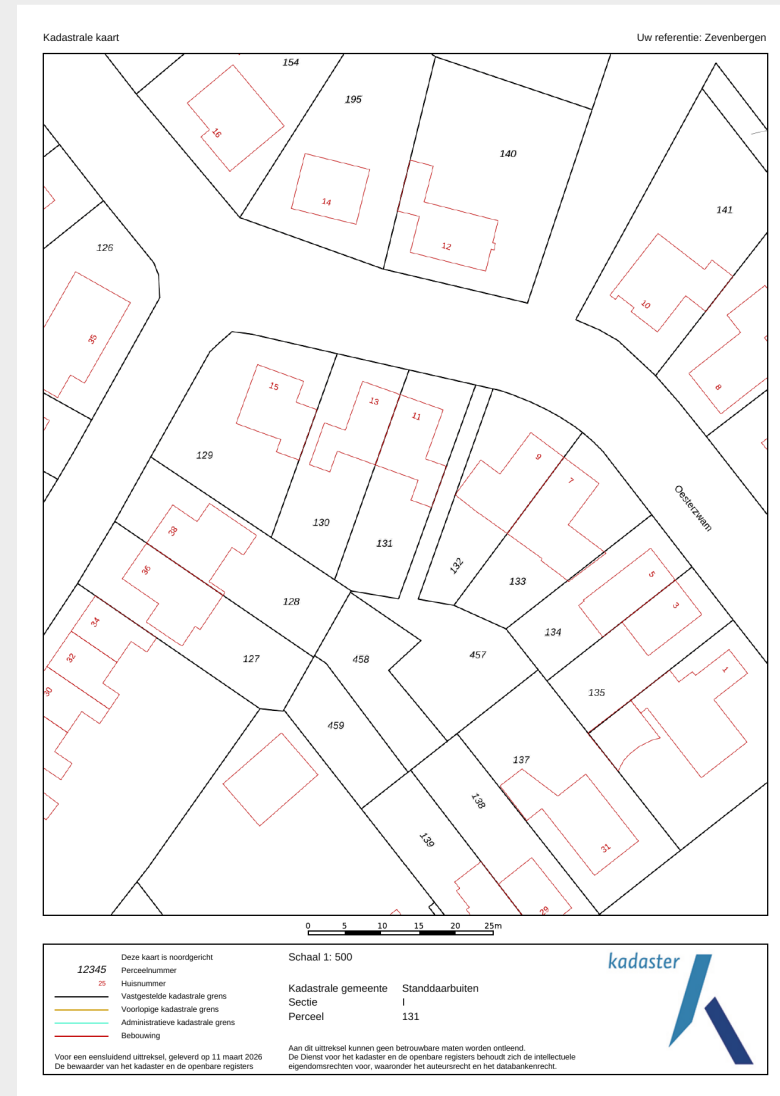 Kadastrale kaart
Uw referentie: Zevenbergen
154
195
140
141
16
14
12
10
8
126
35
15
13
11
9
7
129
130
131
132
133
Oesterzwam
38
36
128
127
34
32
30
458
457
459
134
5
3
135
1
137
138
139
31
29
0 5 10 15 20 25m
Deze kaart is noordgericht
12345 Perceelnummer
25 Huisnummer
Vastgestelde kadastrale grens
Voorlopige kadastrale grens
Administratieve kadastrale grens
Bebouwing
Voor een eensluidend uittreksel, geleverd op 11 maart 2026
De bewaarder van het kadaster en de openbare registers
Schaal 1: 500
Kadastrale gemeente Standdaarbuiten
Sectie I
Perceel 131
Aan dit uittreksel kunnen geen betrouwbare maten worden ontleend.
De Dienst voor het kadaster en de openbare registers behoudt zich de intellectuele
eigendomsrechten voor, waaronder het auteursrecht en het databankenrecht.
kadaster